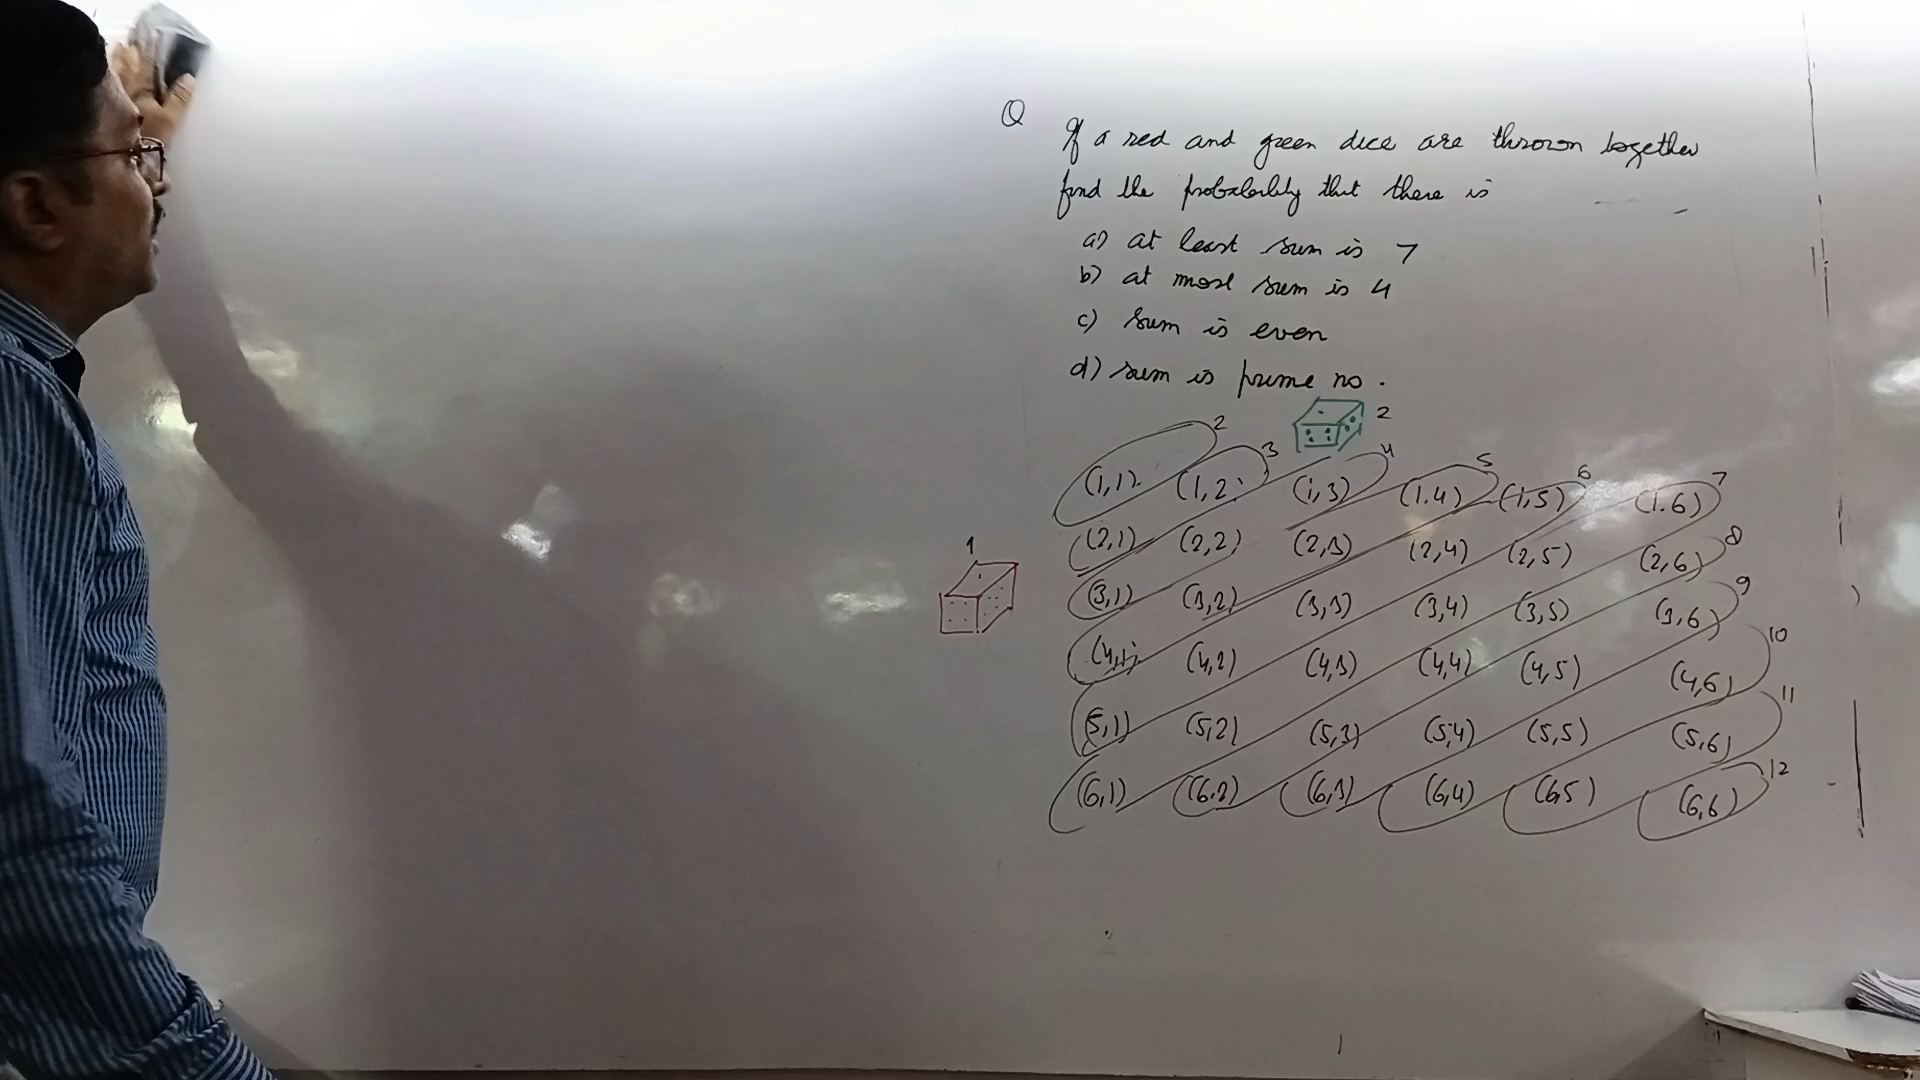 Q
If a red and green dice are thrown together
find the probability that there is
a) at least sum is 7
b) at most sum is 4
c) sum is even
d) sum is prime no.
2
2 3 4 5 6 7
(1,1) (1,2) (1,3) (1.4) (1,5) (1.6)
8
(2,1) (2,2) (2,3) (2,4) (2,5) (2,6)
1
9
(3,1) (3,2) (3,3) (3,4) (3,5) (3,6)
10
(4,1) (4,2) (4,3) (4,4) (4,5) (4,6)
11
(5,1) (5,2) (5,3) (5,4) (5,5) (5,6)
12
(6,1) (6,2) (6,3) (6,4) (6,5) (6,6)